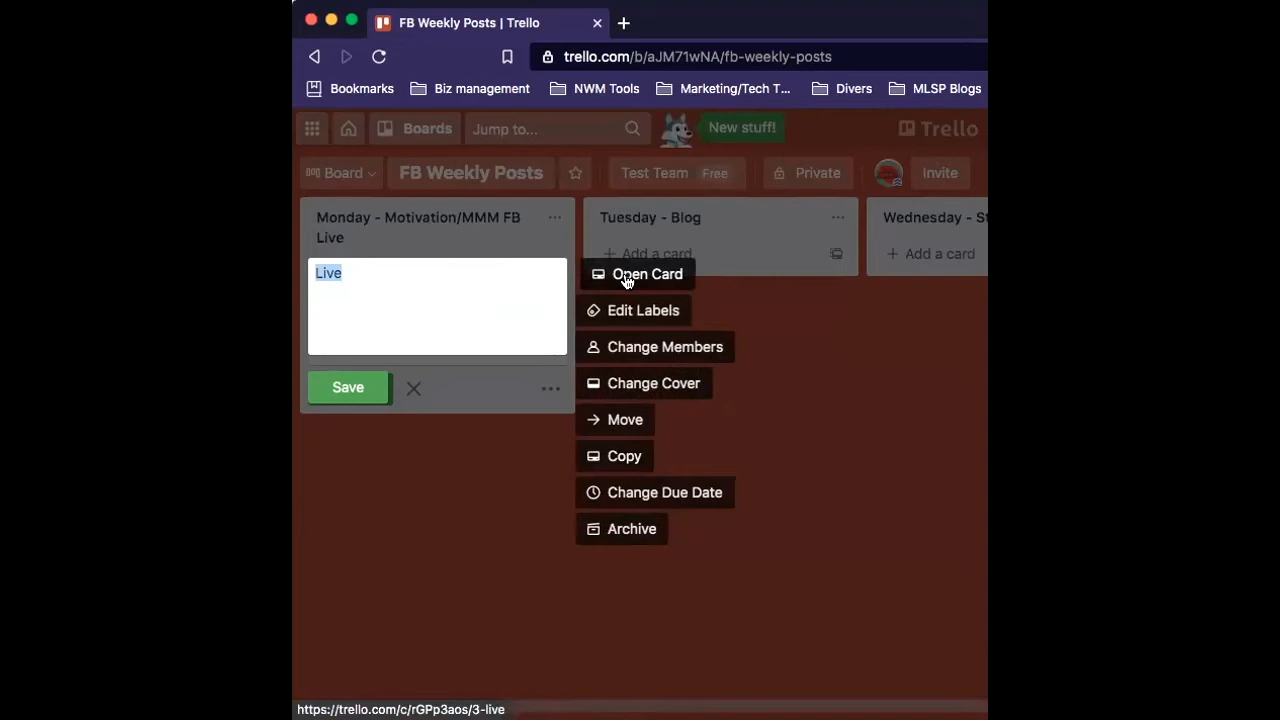 FB Weekly Posts | Trello
trello.com/b/aJM71wNA/fb-weekly-posts
Bookmarks Biz management NWM Tools Marketing/Tech T... Divers MLSP Blogs
Boards Jump to... New stuff! Trello
Board FB Weekly Posts Test Team Free Private Invite
Monday - Motivation/MMM FB
Live
Tuesday - Blog
Wednesday - St
Add a card
Add a card
Live
Save
Open Card
Edit Labels
Change Members
Change Cover
Move
Copy
Change Due Date
Archive
https://trello.com/c/rGPp3aos/3-live